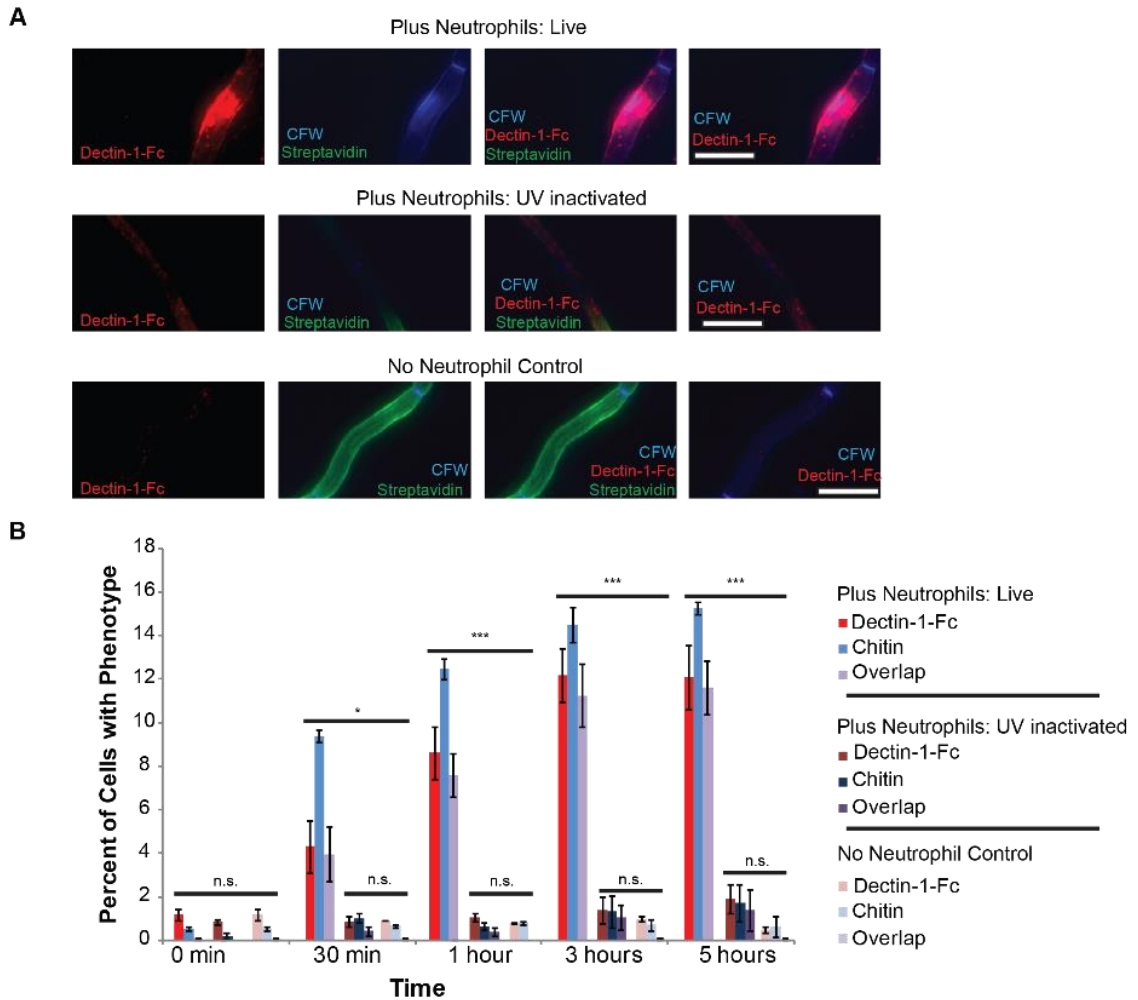 A
Plus Neutrophils: Live
Dectin-1-Fc
CFW
Streptavidin
CFW
Dectin-1-Fc
Streptavidin
CFW
Dectin-1-Fc
Plus Neutrophils: UV inactivated
Dectin-1-Fc
CFW
Streptavidin
CFW
Dectin-1-Fc
Streptavidin
CFW
Dectin-1-Fc
No Neutrophil Control
Dectin-1-Fc
CFW
Streptavidin
CFW
Dectin-1-Fc
Streptavidin
CFW
Dectin-1-Fc
B
Percent of Cells with Phenotype
18
16
14
12
10
8
6
4
2
0
n.s.
*
n.s.
***
n.s.
***
n.s.
***
n.s.
0 min
30 min
1 hour
3 hours
5 hours
Time
Plus Neutrophils: Live
Dectin-1-Fc
Chitin
Overlap
Plus Neutrophils: UV inactivated
Dectin-1-Fc
Chitin
Overlap
No Neutrophil Control
Dectin-1-Fc
Chitin
Overlap